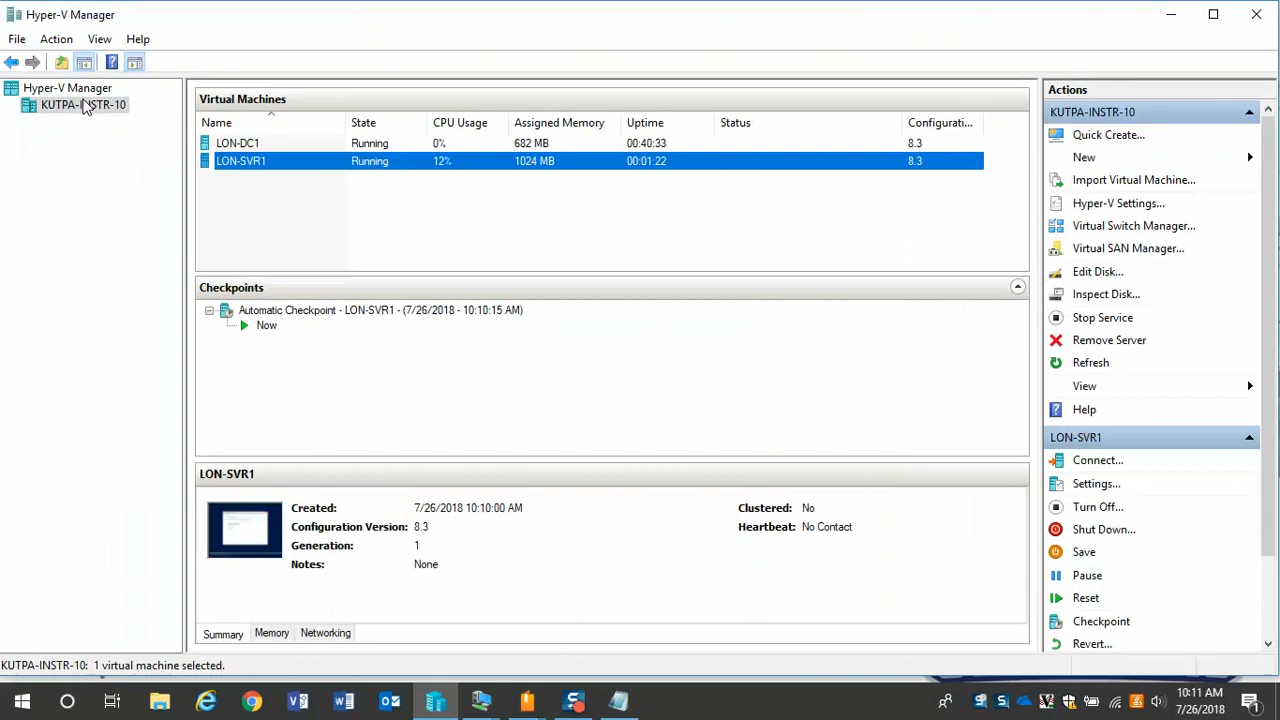 Hyper-V Manager
File Action View Help
Hyper-V Manager
KUTPA-INSTR-10
Virtual Machines
Name State CPU Usage Assigned Memory Uptime Status Configurati...
LON-DC1 Running 0% 682 MB 00:40:33 8.3
LON-SVR1 Running 12% 1024 MB 00:01:22 8.3
Checkpoints
Automatic Checkpoint - LON-SVR1 - (7/26/2018 - 10:10:15 AM)
Now
LON-SVR1
Created: 7/26/2018 10:10:00 AM Clustered: No
Configuration Version: 8.3 Heartbeat: No Contact
Generation: 1
Notes: None
Summary Memory Networking
Actions
KUTPA-INSTR-10
Quick Create...
New
Import Virtual Machine...
Hyper-V Settings...
Virtual Switch Manager...
Virtual SAN Manager...
Edit Disk...
Inspect Disk...
Stop Service
Remove Server
Refresh
View
Help
LON-SVR1
Connect...
Settings...
Turn Off...
Shut Down...
Save
Pause
Reset
Checkpoint
Revert...
KUTPA-INSTR-10: 1 virtual machine selected.
10:11 AM
7/26/2018